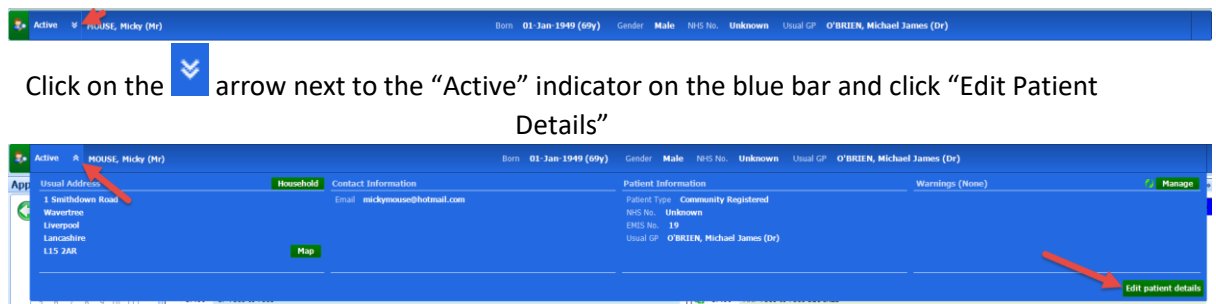 Active MOUSE, Micky (Mr) Born 01-Jan-1949 (69y) Gender Male NHS No. Unknown Usual GP O'BRIEN, Michael James (Dr)
Click on the arrow next to the “Active” indicator on the blue bar and click “Edit Patient
Details”
Active MOUSE, Micky (Mr) Born 01-Jan-1949 (69y) Gender Male NHS No. Unknown Usual GP O'BRIEN, Michael James (Dr)
App Usual Address Household Contact Information Patient Information Warnings (None) Manage
1 Smithdown Road Email mickymouse@hotmail.com Patient Type Community Registered
Wavertree NHS No. Unknown
Liverpool EMIS No. 19
Lancashire Usual GP O'BRIEN, Michael James (Dr)
L15 2AR Map
Edit patient details